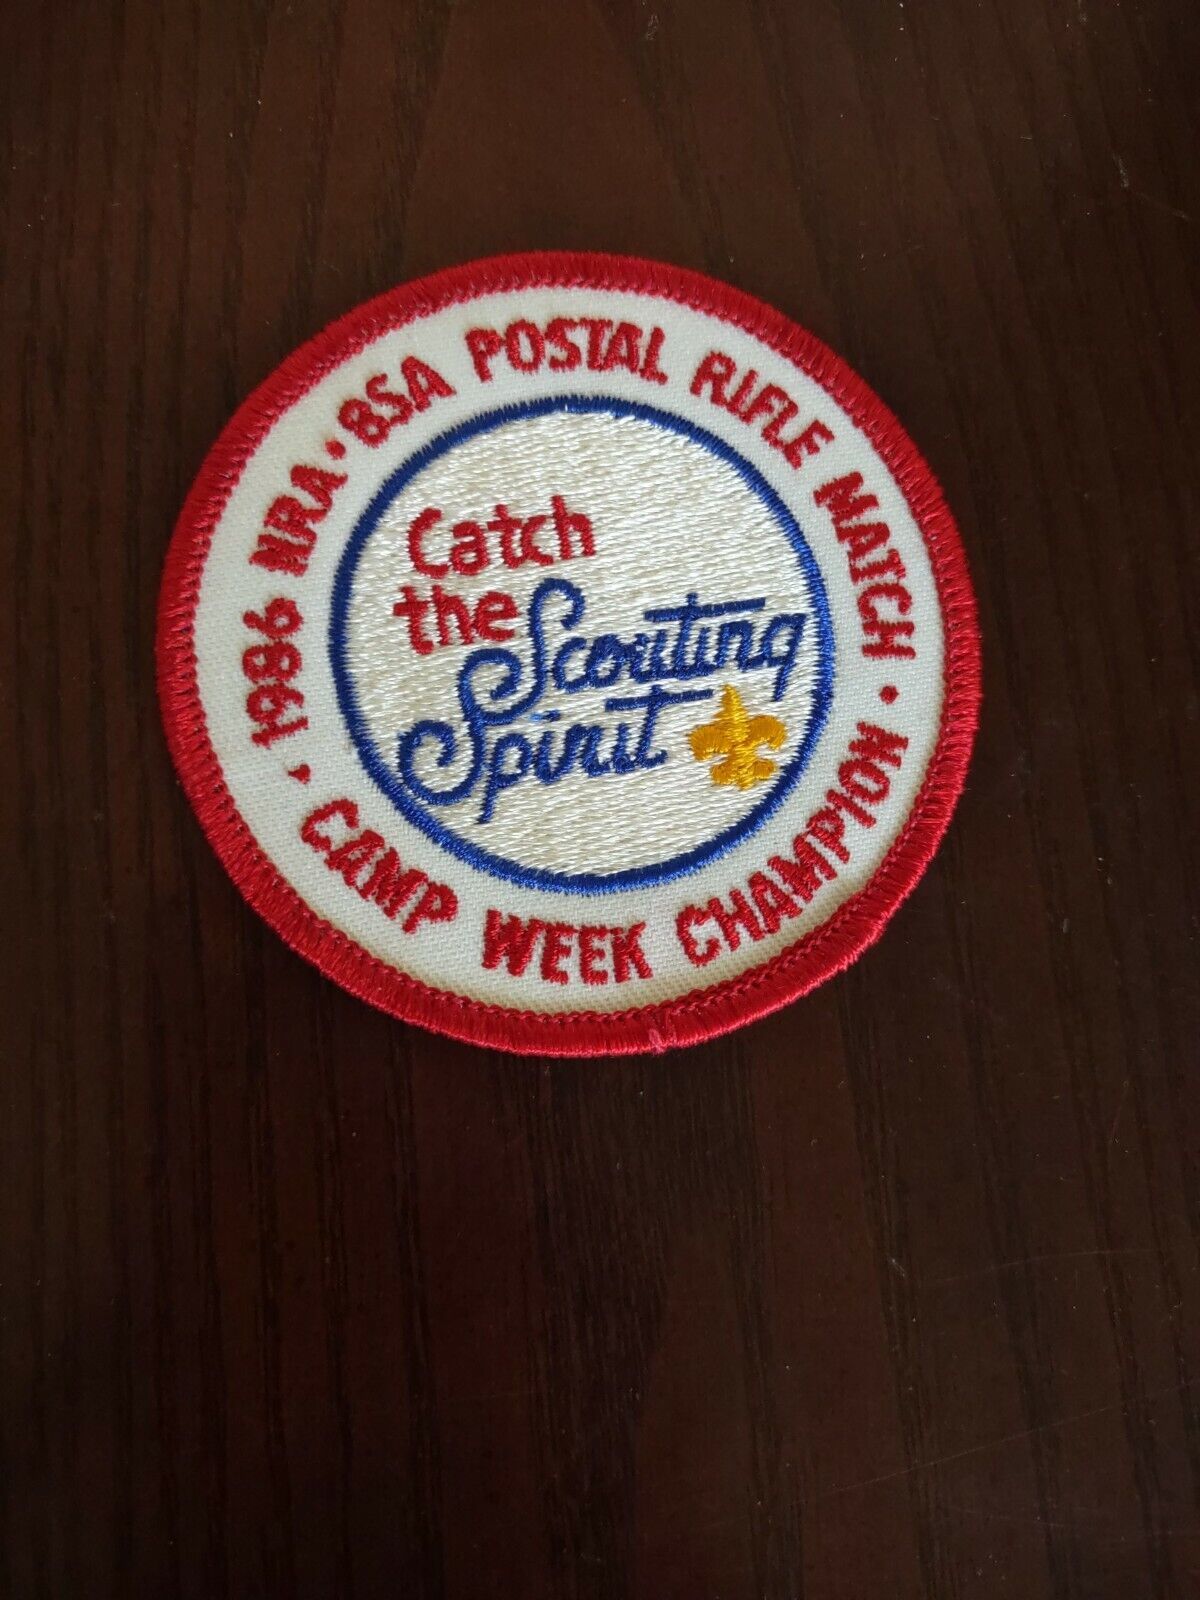 1986 NRA • BSA POSTAL RIFLE MATCH •
CAMP WEEK CHAMPION •
Catch
the Scouting
Spirit